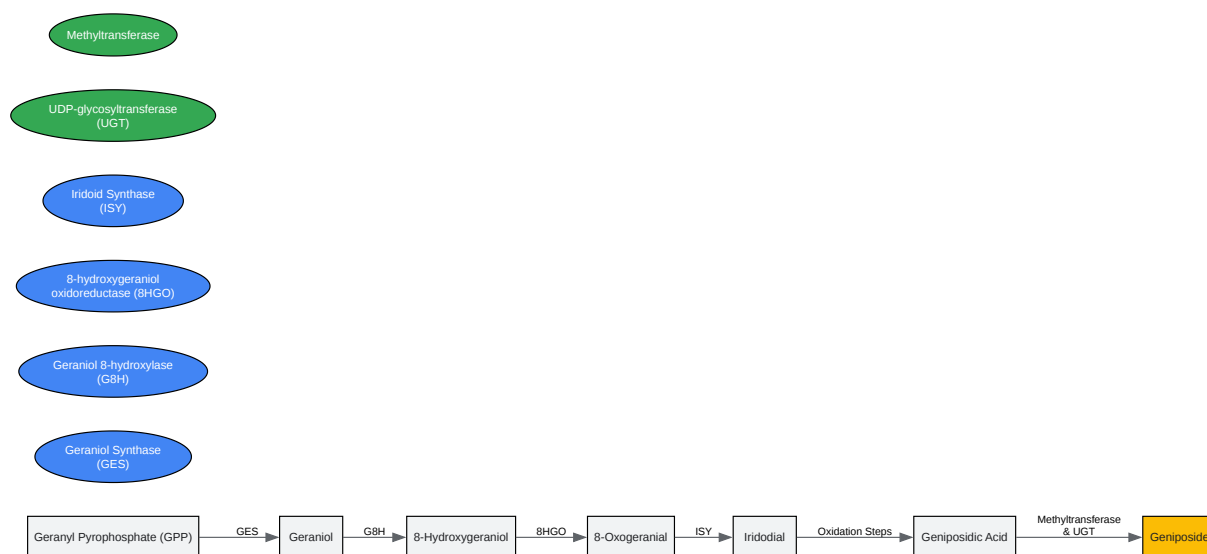 Methyltransferase
UDP-glycosyltransferase
(UGT)
Iridoid Synthase
(ISY)
8-hydroxygeraniol
oxidoreductase (8HGO)
Geraniol 8-hydroxylase
(G8H)
Geraniol Synthase
(GES)
Geranyl Pyrophosphate (GPP)
GES
Geraniol
G8H
8-Hydroxygeraniol
8HGO
8-Oxogeranial
ISY
Iridodial
Oxidation Steps
Geniposidic Acid
Methyltransferase
& UGT
Geniposide